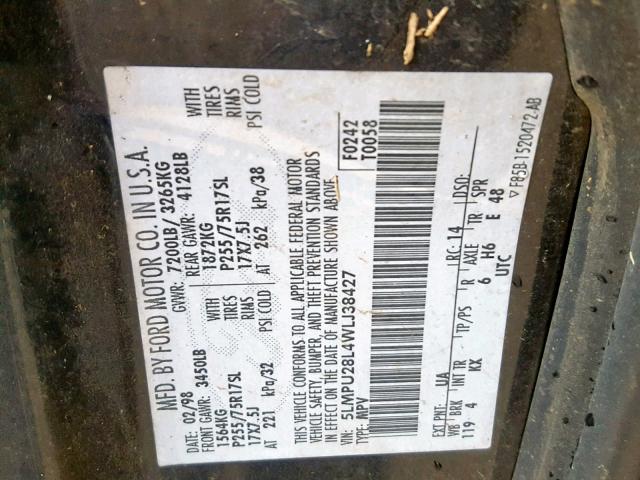 MFD. BY FORD MOTOR CO. IN U.S.A.
DATE: 02/98 GVWR: 7200LB/ 3265KG
FRONT GAWR: 3450LB REAR GAWR: 4128LB
1564KG 1872KG
P255/75R17SL TIRES P255/75R17SL TIRES
17X7.5J RIMS 17X7.5J RIMS
AT 221 kPa/32 PSI COLD AT 262 kPa/38 PSI COLD
THIS VEHICLE CONFORMS TO ALL APPLICABLE FEDERAL MOTOR
VEHICLE SAFETY, BUMPER, AND THEFT PREVENTION STANDARDS
IN EFFECT ON THE DATE OF MANUFACTURE SHOWN ABOVE.
VIN: 5LMPU28L4WLJ38427 F0242
TYPE: MPV T0058
EXT PNT: UA RC: 14 DSO:
WB BRK INT TR TP/PS R AXLE TR SPR
119 4 KX 6 H6 E 48
UTC
▽ F85B-1520472-AB